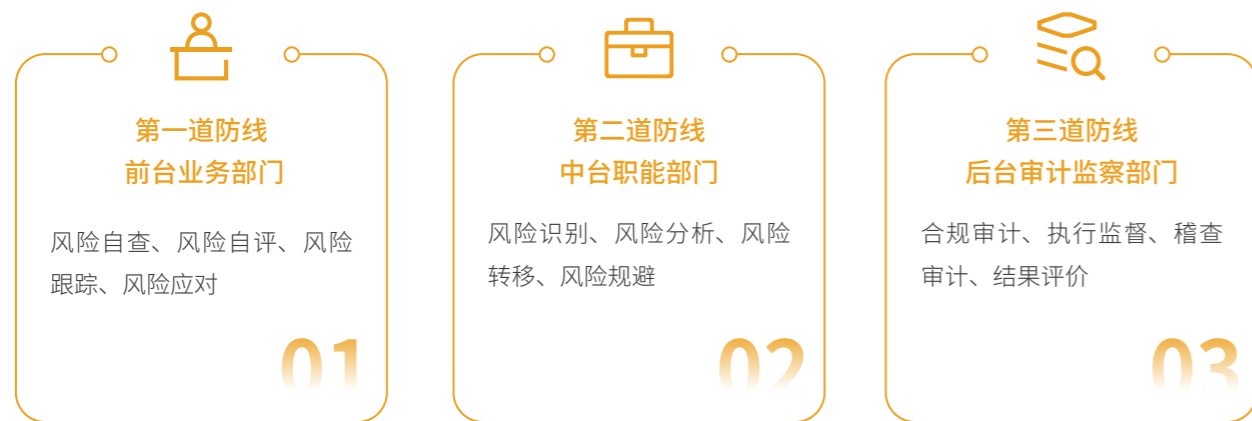 第一道防线
前台业务部门
风险自查、风险自评、风险
跟踪、风险应对
01
第二道防线
中台职能部门
风险识别、风险分析、风险
转移、风险规避
02
第三道防线
后台审计监察部门
合规审计、执行监督、稽查
审计、结果评价
03